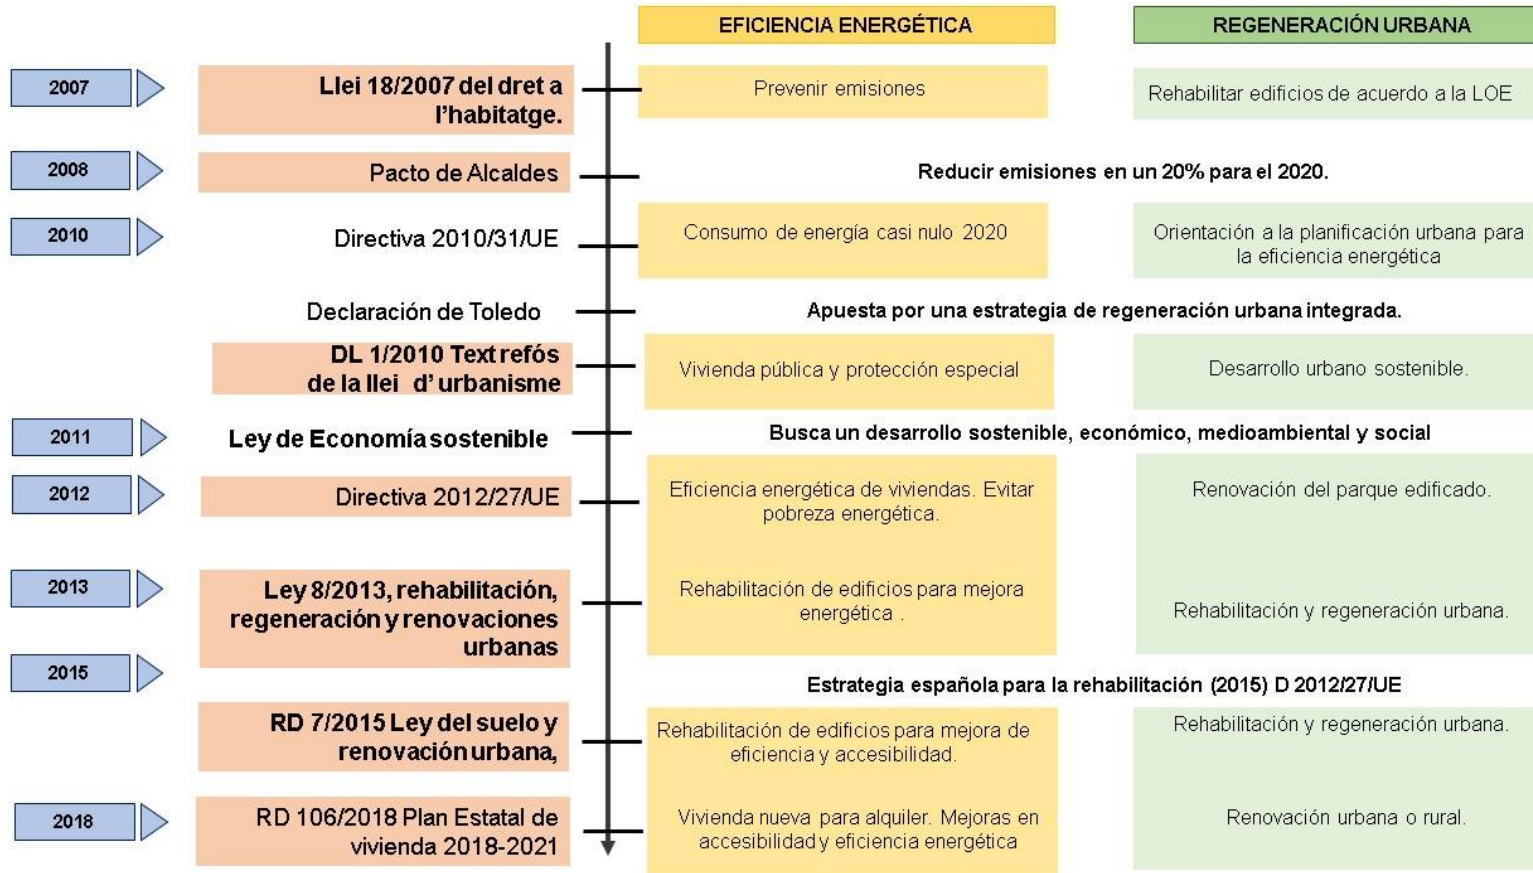 EFICIENCIA ENERGÉTICA
REGENERACIÓN URBANA
2007
Llei 18/2007 del dret a
l'habitatge.
Prevenir emisiones
Rehabilitar edificios de acuerdo a la LOE
2008
Pacto de Alcaldes
Reducir emisiones en un 20% para el 2020.
2010
Directiva 2010/31/UE
Consumo de energía casi nulo 2020
Orientación a la planificación urbana para
la eficiencia energética
Declaración de Toledo
Apuesta por una estrategia de regeneración urbana integrada.
DL 1/2010 Text refós
de la llei d' urbanisme
Vivienda pública y protección especial
Desarrollo urbano sostenible.
2011
Ley de Economía sostenible
Busca un desarrollo sostenible, económico, medioambiental y social
2012
Directiva 2012/27/UE
Eficiencia energética de viviendas. Evitar
pobreza energética.
Renovación del parque edificado.
2013
Ley 8/2013, rehabilitación,
regeneración y renovaciones
urbanas
Rehabilitación de edificios para mejora
energética .
Rehabilitación y regeneración urbana.
2015
Estrategia española para la rehabilitación (2015) D 2012/27/UE
RD 7/2015 Ley del suelo y
renovación urbana,
Rehabilitación de edificios para mejora de
eficiencia y accesibilidad.
Rehabilitación y regeneración urbana.
2018
RD 106/2018 Plan Estatal de
vivienda 2018-2021
Vivienda nueva para alquiler. Mejoras en
accesibilidad y eficiencia energética
Renovación urbana o rural.